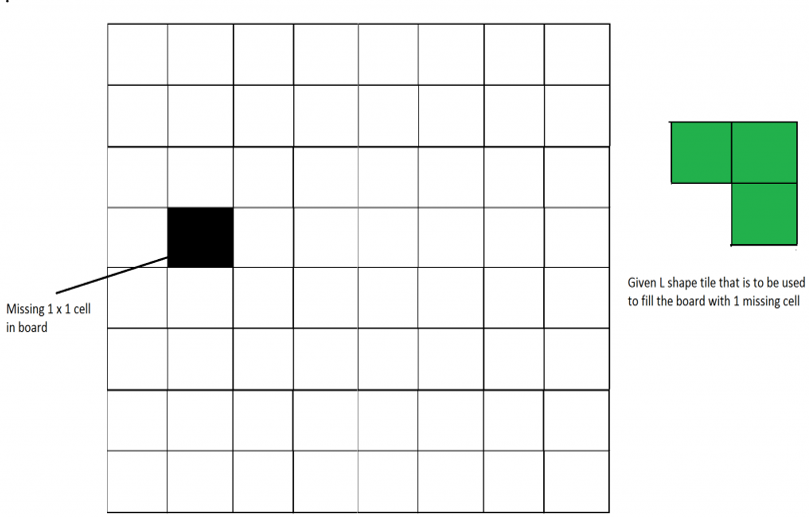 Missing 1 x 1 cell
in board
Given L shape tile that is to be used
to fill the board with 1 missing cell